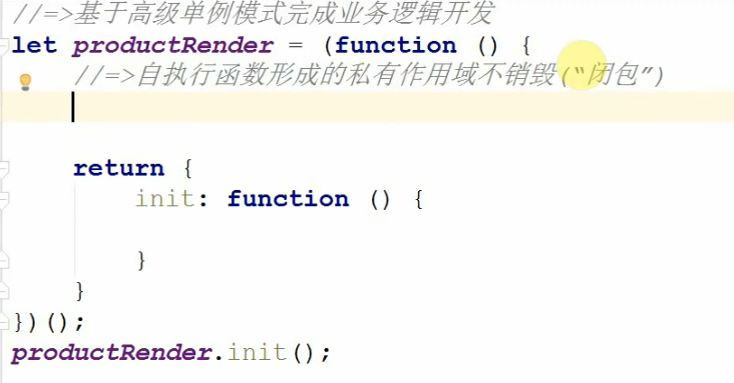 //=>基于高级单例模式完成业务逻辑开发
let productRender = (function () {
    //=>自执行函数形成的私有作用域不销毁(“闭包”)

    return {
        init: function () {

        }
    }
})();
productRender.init();